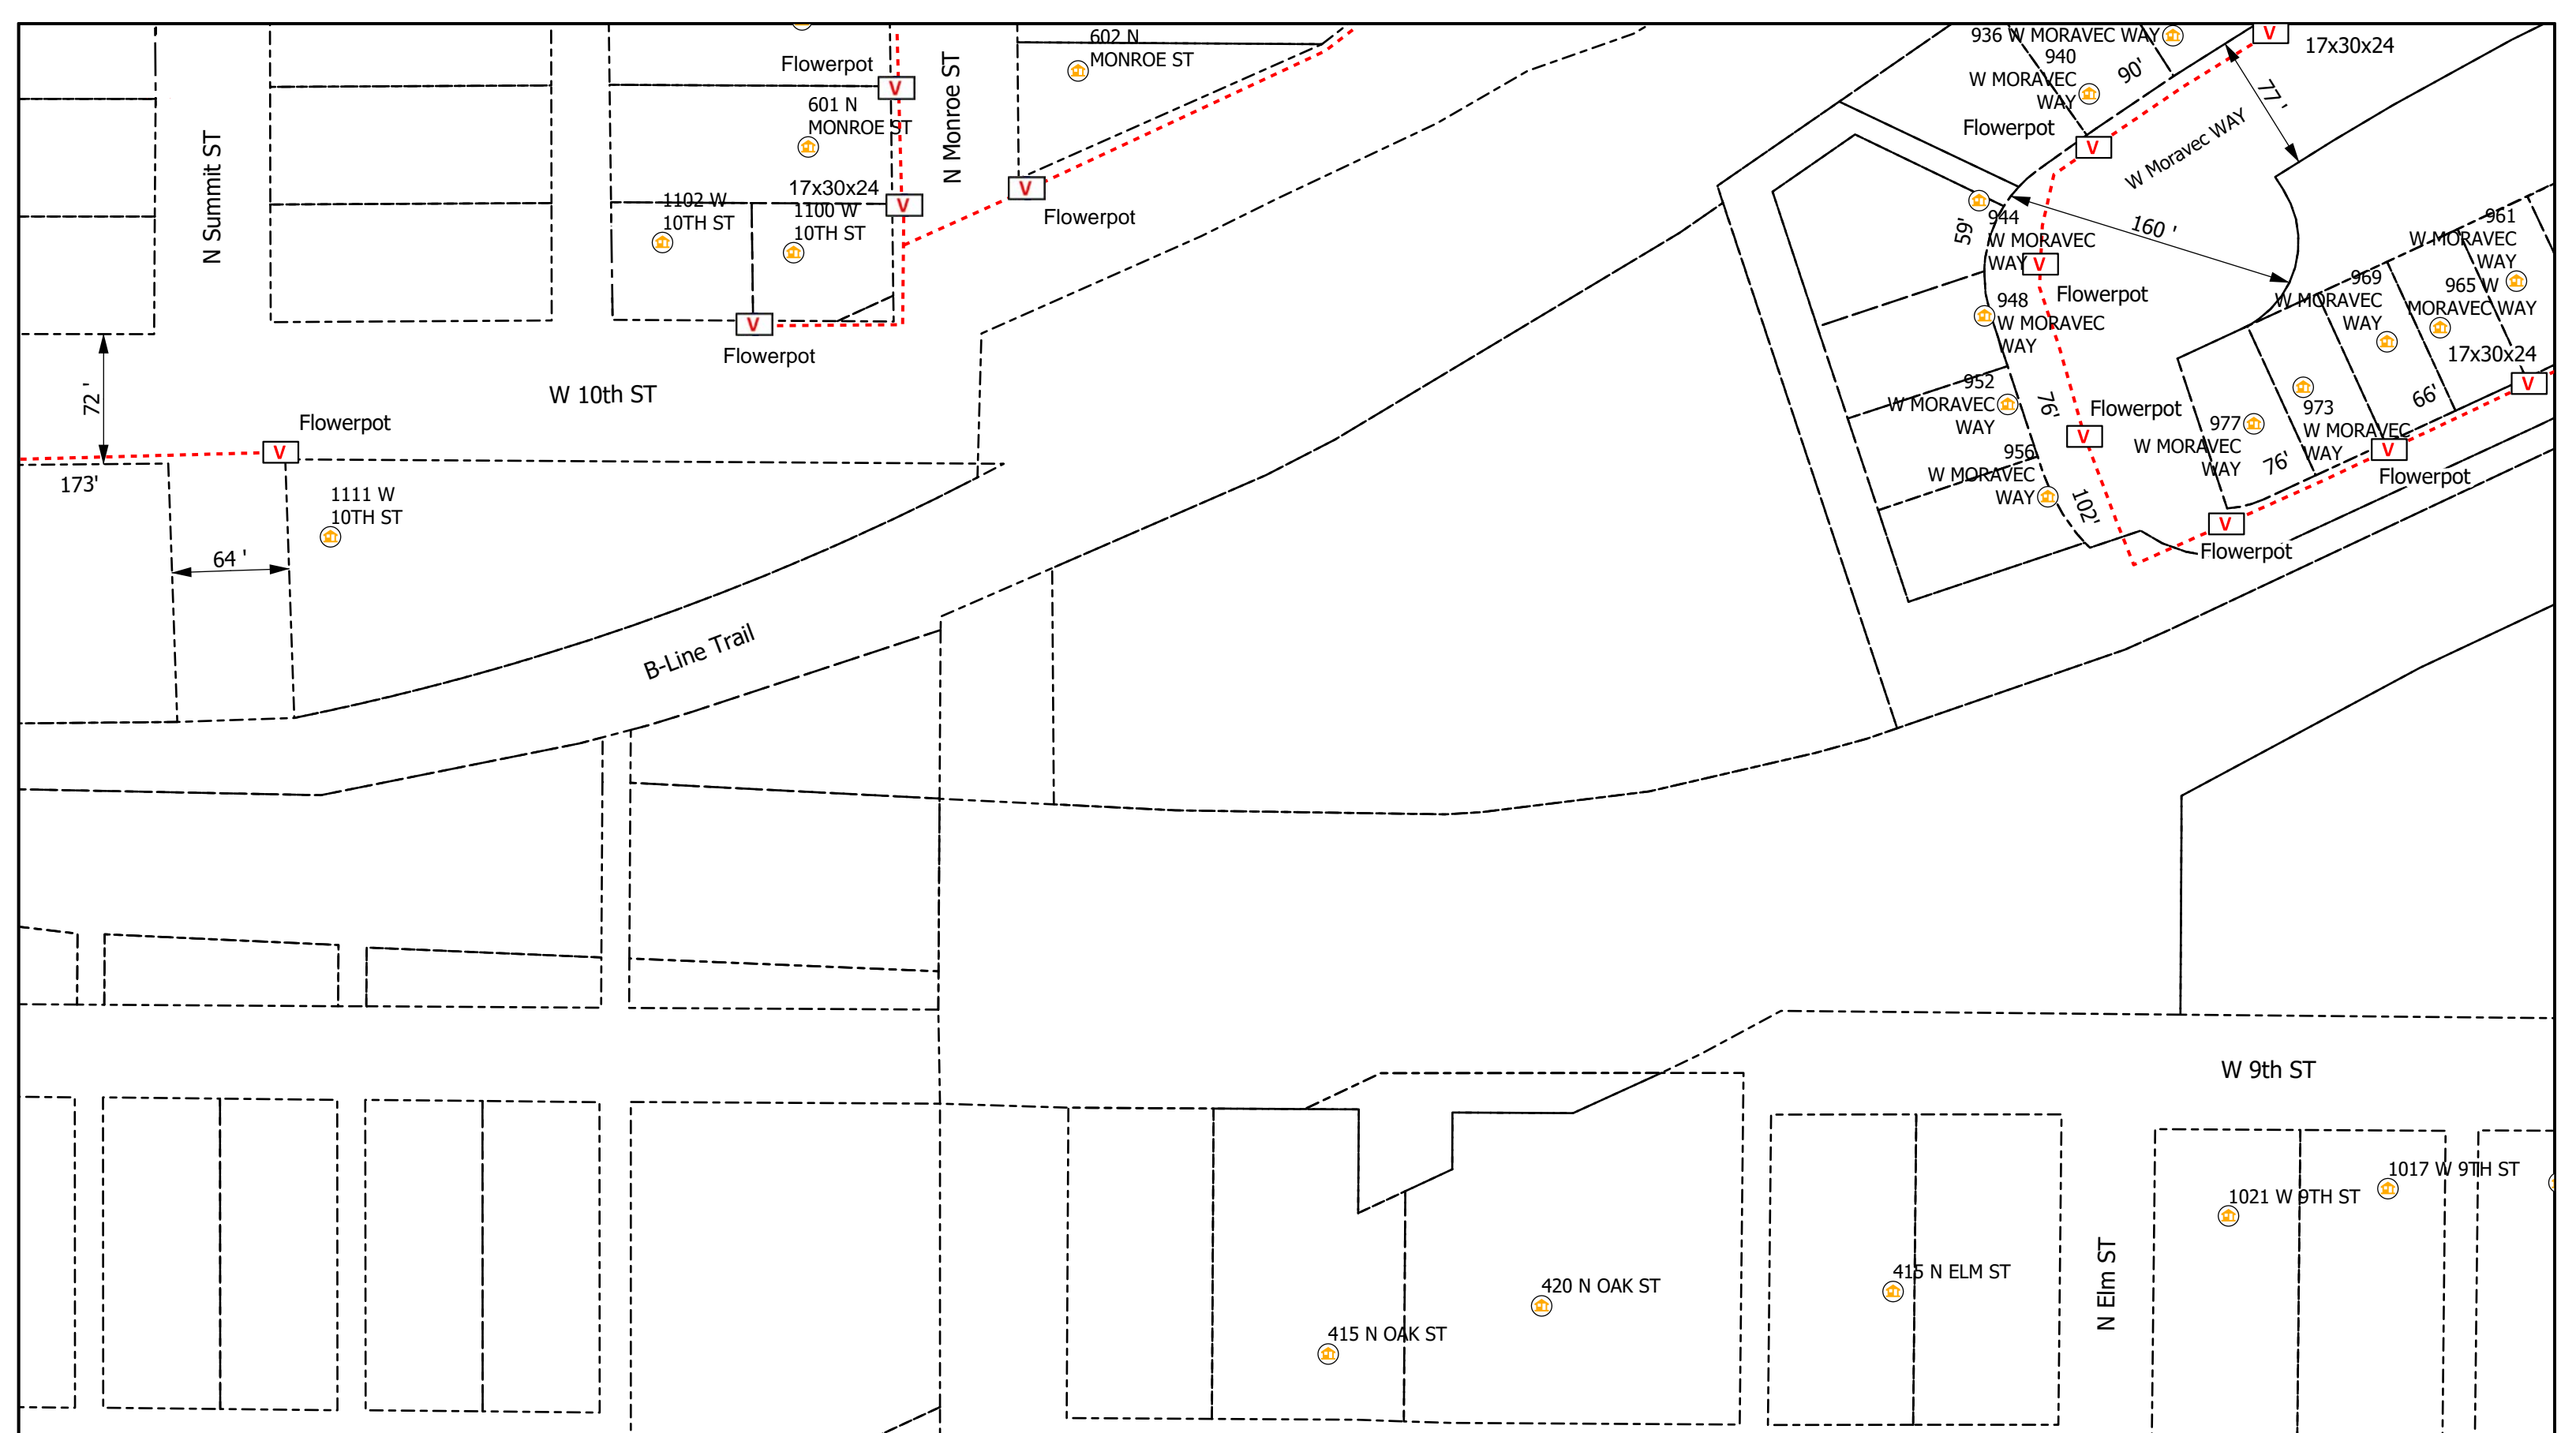 602 N
MONROE ST
936 W MORAVEC WAY
V
17x30x24
940
W MORAVEC
WAY
90'
77 '
Flowerpot
V
N Monroe ST
601 N
MONROE ST
Flowerpot
V
W Moravec WAY
N Summit ST
17x30x24
V
1102 W
10TH ST
1100 W
10TH ST
V
Flowerpot
59'
944
W MORAVEC
WAY
160 '
V
Flowerpot
961
W MORAVEC
WAY
969
W MORAVEC
WAY
965 W
MORAVEC WAY
948
W MORAVEC
WAY
V
Flowerpot
17x30x24
V
72 '
W 10th ST
952
W MORAVEC
WAY
76'
Flowerpot
V
66'
973
W MORAVEC
WAY
977
W MORAVEC
WAY
Flowerpot
V
V
Flowerpot
76'
956
W MORAVEC
WAY
102'
173'
1111 W
10TH ST
V
Flowerpot
64 '
B-Line Trail
W 9th ST
1017 W 9TH ST
1021 W 9TH ST
N Elm ST
415 N ELM ST
420 N OAK ST
415 N OAK ST